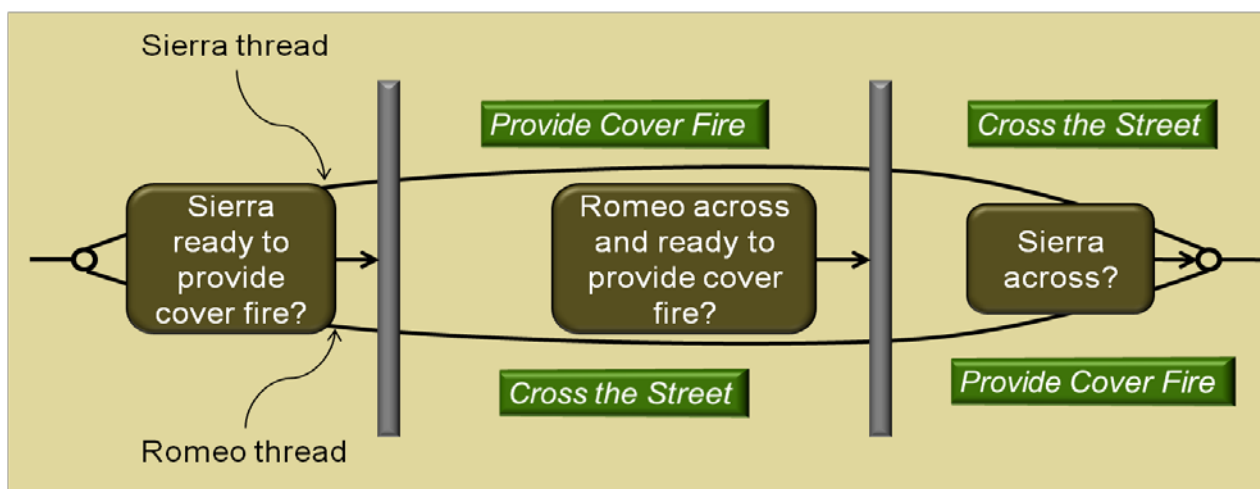 Sierra thread
Provide Cover Fire
Cross the Street
Sierra
ready to
provide
cover fire?
Romeo across
and ready to
provide cover
fire?
Sierra
across?
Cross the Street
Provide Cover Fire
Romeo thread